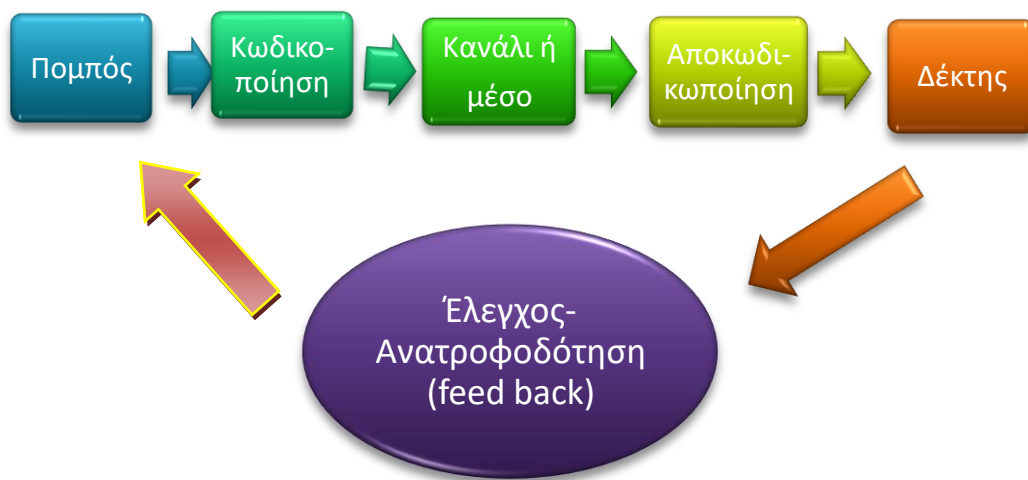 Πομπός
Κωδικο-
ποίηση
Κανάλι ή
μέσο
Αποκωδι-
κωποίηση
Δέκτης
Έλεγχος-
Ανατροφοδότηση
(feed back)